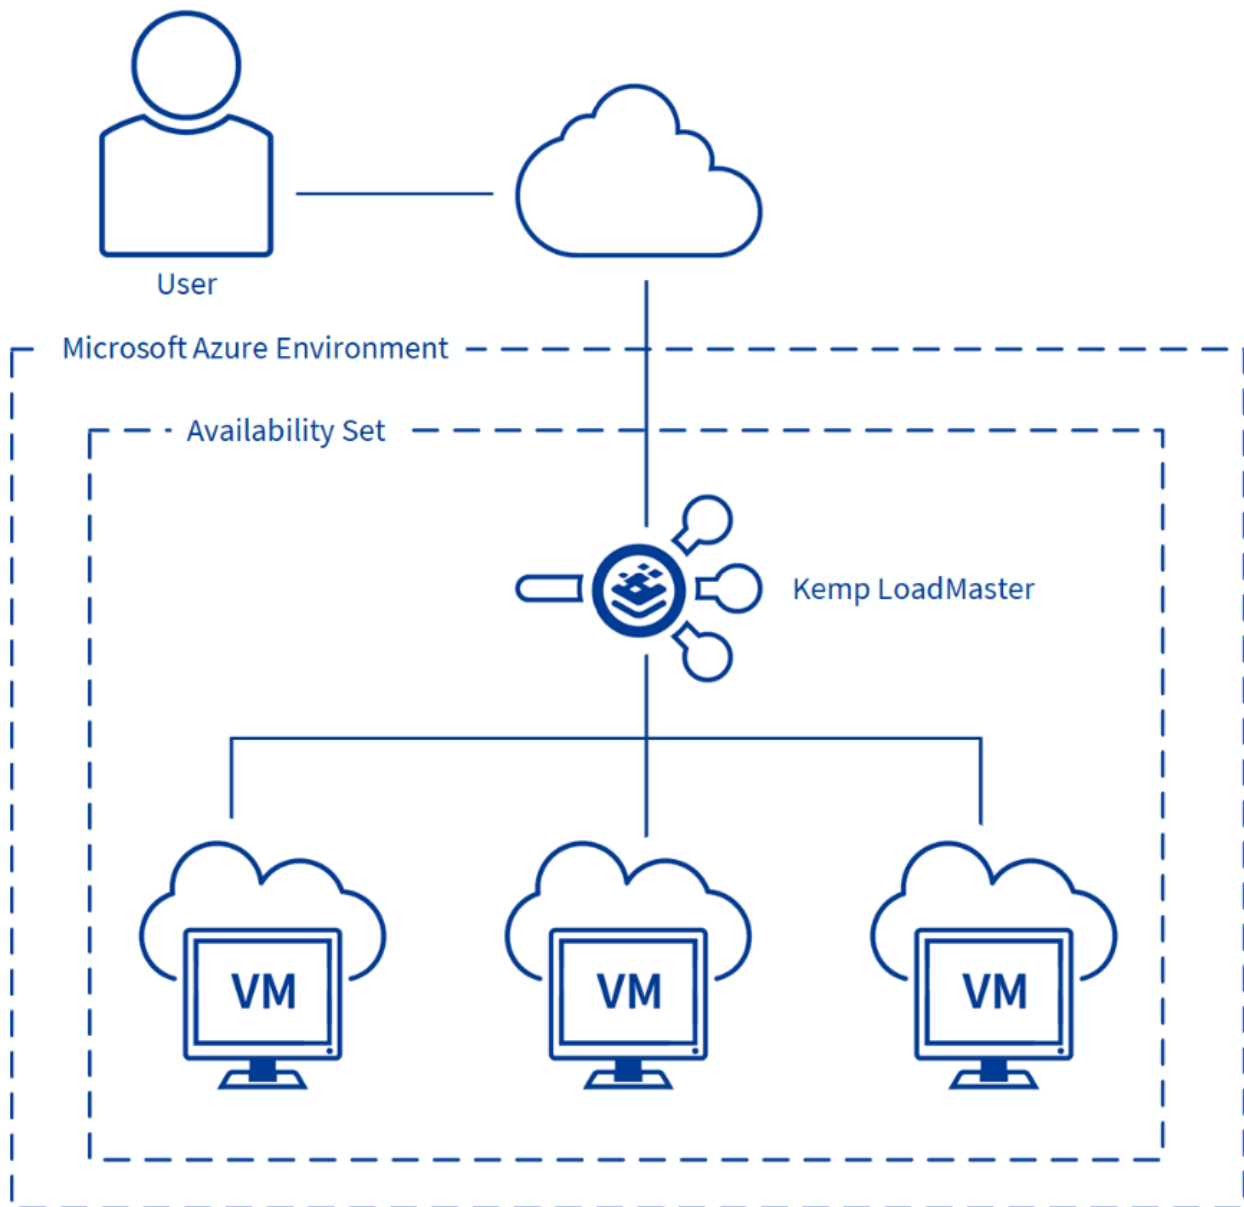 User
Microsoft Azure Environment
Availability Set
Kemp LoadMaster
VM
VM
VM